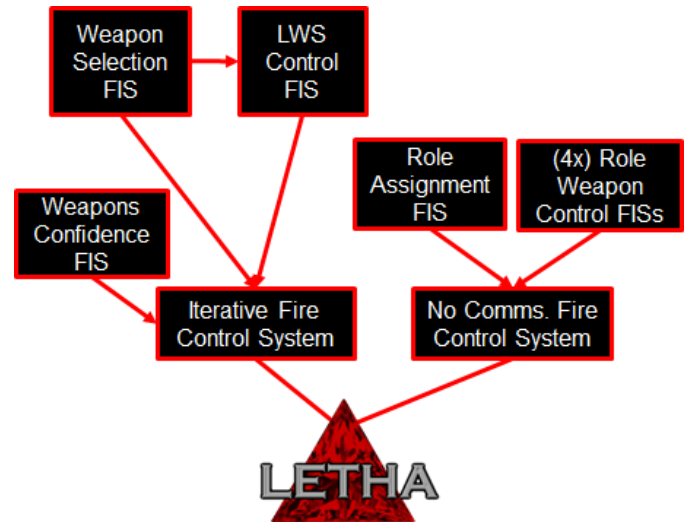 Weapon
Selection
FIS
LWS
Control
FIS
Role
Assignment
FIS
(4x) Role
Weapon
Control FISs
Weapons
Confidence
FIS
Iterative Fire
Control System
No Comms. Fire
Control System
LETHA